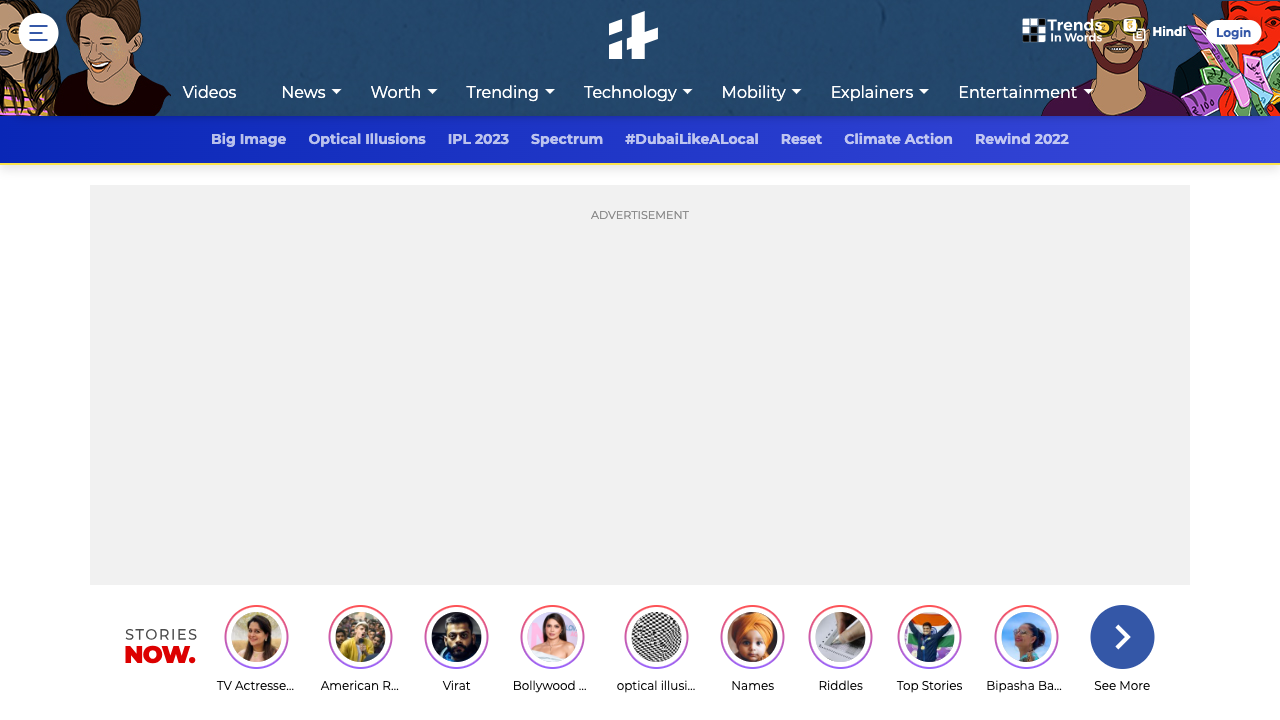 Trends
In Words
Hindi
Login
Videos
News
Worth
Trending
Technology
Mobility
Explainers
Entertainment
Big Image
Optical Illusions
IPL 2023
Spectrum
#DubaiLikeALocal
Reset
Climate Action
Rewind 2022
ADVERTISEMENT
STORIES
NOW.
TV Actresse...
American R...
Virat
Bollywood ...
optical illusi...
Names
Riddles
Top Stories
Bipasha Ba...
See More